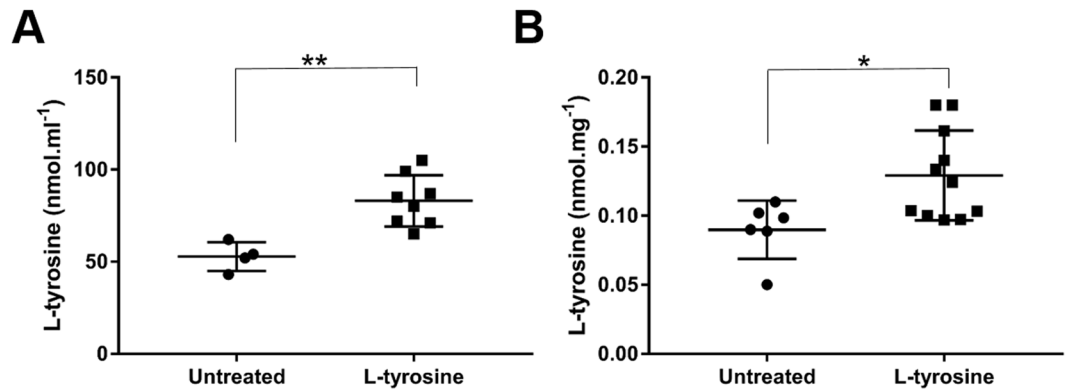 A
**
L-tyrosine (nmol.ml-1)
150
100
50
0
Untreated
L-tyrosine
B
*
L-tyrosine (nmol.mg-1)
0.20
0.15
0.10
0.05
0.00
Untreated
L-tyrosine